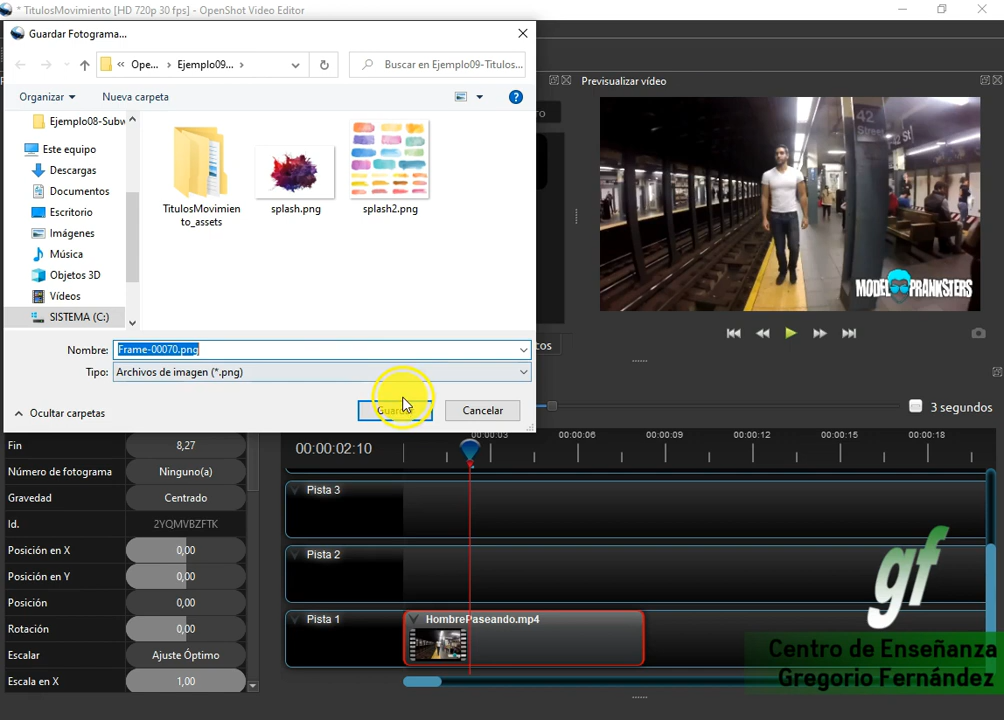 * TitulosMovimiento [HD 720p 30 fps] - OpenShot Video Editor
Guardar Fotograma...
« Ope... > Ejemplo09... >
Buscar en Ejemplo09-Titulos...
Organizar
Nueva carpeta
Ejemplo08-Subw
Este equipo
Descargas
Documentos
Escritorio
Imágenes
Música
Objetos 3D
Vídeos
SISTEMA (C:)
TitulosMovimien
to_assets
splash.png
splash2.png
Nombre: Frame-00070.png
Tipo: Archivos de imagen (*.png)
Ocultar carpetas
Cancelar
Previsualizar vídeo
42
Street
42 St
MODEL PRANKSTERS
3 segundos
Fin 8,27
Número de fotograma Ninguno(a)
Gravedad Centrado
Id. 2YQMVBZFTK
Posición en X 0,00
Posición en Y 0,00
Posición 0,00
Rotación 0,00
Escalar Ajuste Óptimo
Escala en X 1,00
00:00:02:10
00:00:03 00:00:06 00:00:09 00:00:12 00:00:15 00:00:18
Pista 3
Pista 2
Pista 1
HombrePaseando.mp4
gf
Centro de Enseñanza
Gregorio Fernández